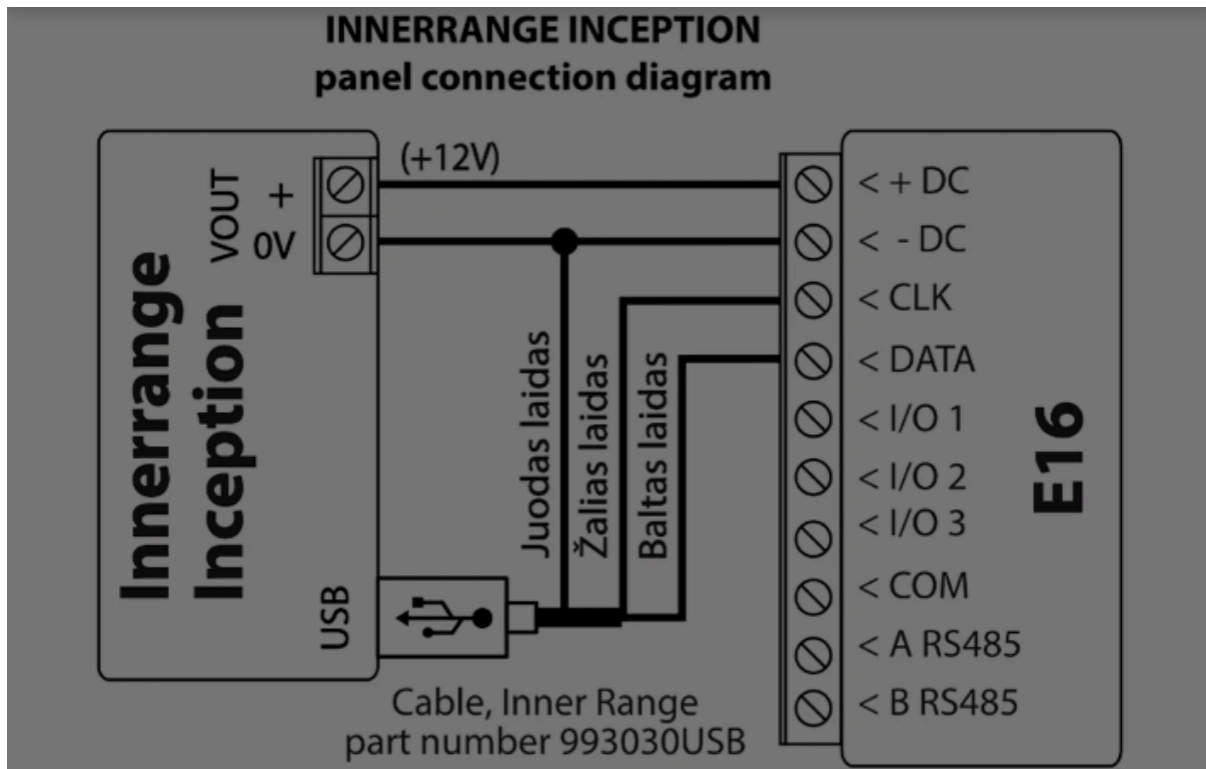 INNERRANGE INCEPTION
panel connection diagram
Innerrange
Inception
VOUT
+
0V
(+12V)
USB
Juodas laidas
Žalias laidas
Baltas laidas
Cable, Inner Range
part number 993030USB
< + DC
< - DC
< CLK
< DATA
< I/O 1
< I/O 2
< I/O 3
< COM
< A RS485
< B RS485
E16